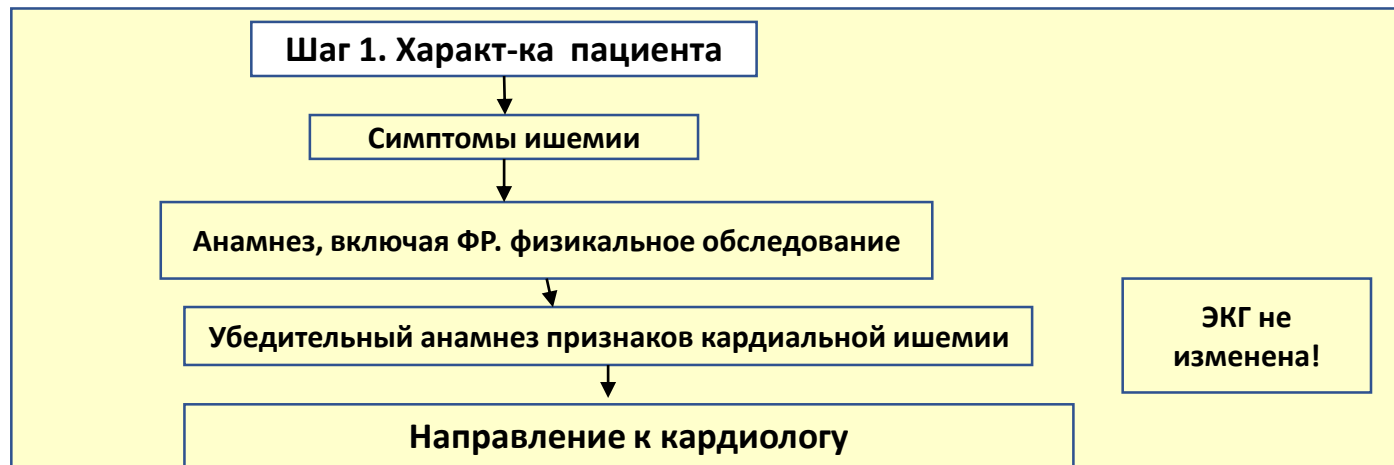 Шаг 1. Характ-ка пациента
Симптомы ишемии
Анамнез, включая ФР. физикальное обследование
Убедительный анамнез признаков кардиальной ишемии
ЭКГ не
изменена!
Направление к кардиологу